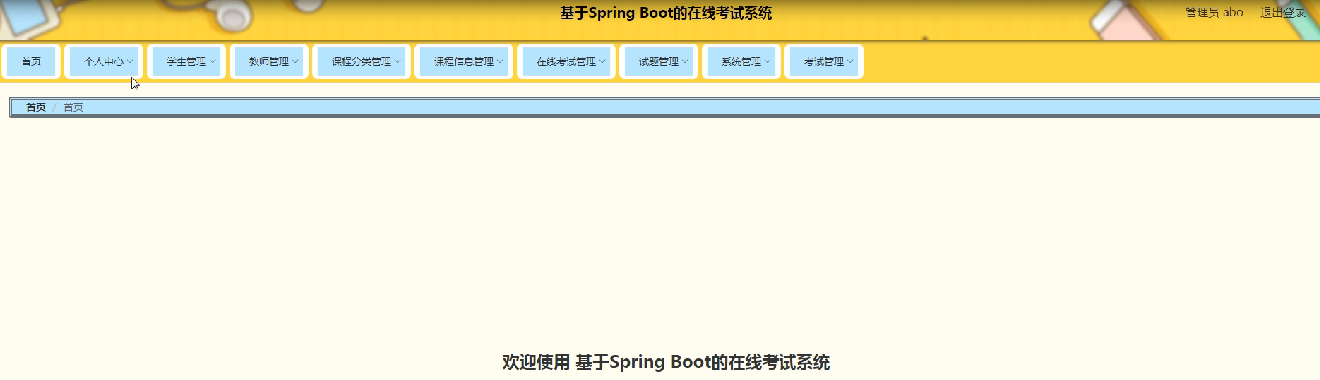 基于Spring Boot的在线考试系统
管理员 abo 退出登录
首页 个人中心 学生管理 教师管理 课程分类管理 课程信息管理 在线考试管理 试题管理 系统管理 考试管理
首页 / 首页
欢迎使用 基于Spring Boot的在线考试系统